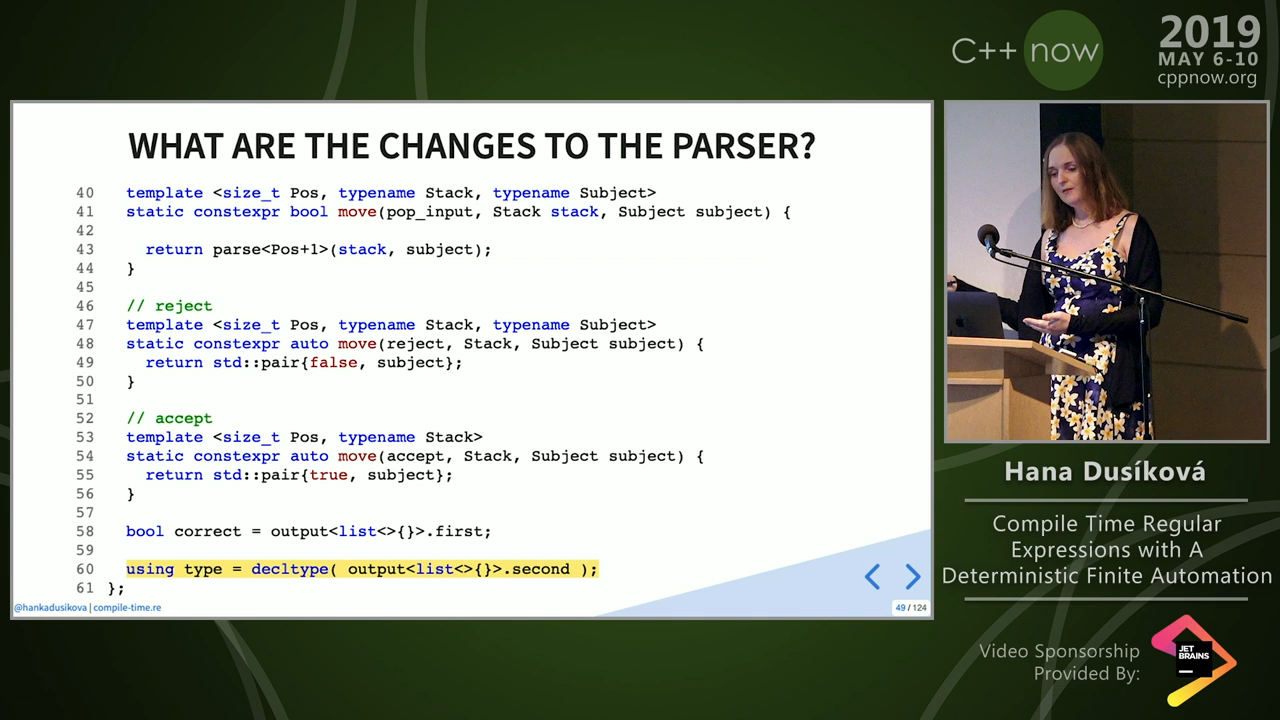 C++ now
2019
MAY 6-10
cppnow.org
WHAT ARE THE CHANGES TO THE PARSER?
40 template <size_t Pos, typename Stack, typename Subject>
41 static constexpr bool move(pop_input, Stack stack, Subject subject) {
42
43 return parse<Pos+1>(stack, subject);
44 }
45
46 // reject
47 template <size_t Pos, typename Stack, typename Subject>
48 static constexpr auto move(reject, Stack, Subject subject) {
49 return std::pair{false, subject};
50 }
51
52 // accept
53 template <size_t Pos, typename Stack>
54 static constexpr auto move(accept, Stack, Subject subject) {
55 return std::pair{true, subject};
56 }
57
58 bool correct = output<list<>{}>.first;
59
60 using type = decltype( output<list<>{}>.second );
61 };
@hankadusikova | compile-time.re
49 / 124
Hana Dusíková
Compile Time Regular
Expressions with A
Deterministic Finite Automation
Video Sponsorship
Provided By:
JET
BRAINS